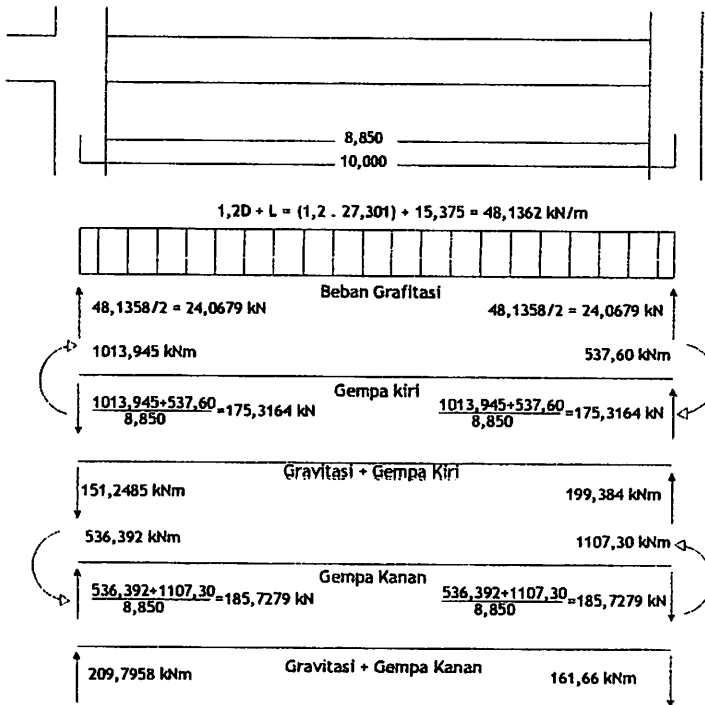 8,850
10,000
1,2D + L = (1,2 . 27,301) + 15,375 = 48,1362 kN/m
Beban Grafitasi
48,1358/2 = 24,0679 kN 48,1358/2 = 24,0679 kN
1013,945 kNm 537,60 kNm
Gempa kiri
1013,945+537,60 1013,945+537,60
8,850 =175,3164 kN 8,850 =175,3164 kN
Gravitasi + Gempa Kiri
151,2485 kNm 199,384 kNm
536,392 kNm 1107,30 kNm
Gempa Kanan
536,392+1107,30 536,392+1107,30
8,850 =185,7279 kN 8,850 =185,7279 kN
Gravitasi + Gempa Kanan
209,7958 kNm 161,66 kNm